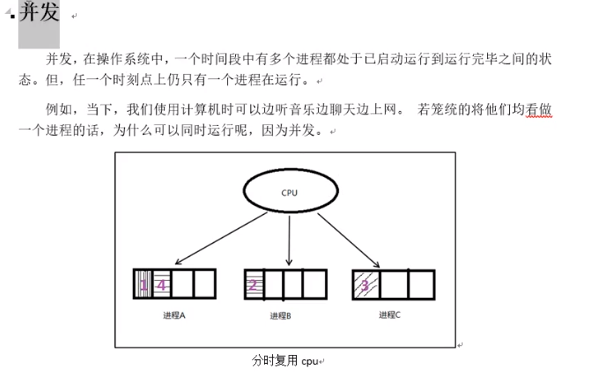 并发
并发，在操作系统中，一个时间段中有多个进程都处于已启动运行到运行完毕之间的状
态。但，任一个时刻点上仍只有一个进程在运行。
例如，当下，我们使用计算机时可以边听音乐边聊天边上网。 若笼统的将他们均看做
一个进程的话，为什么可以同时运行呢，因为并发。
CPU
1 4 2 3
进程A 进程B 进程C
分时复用 cpu